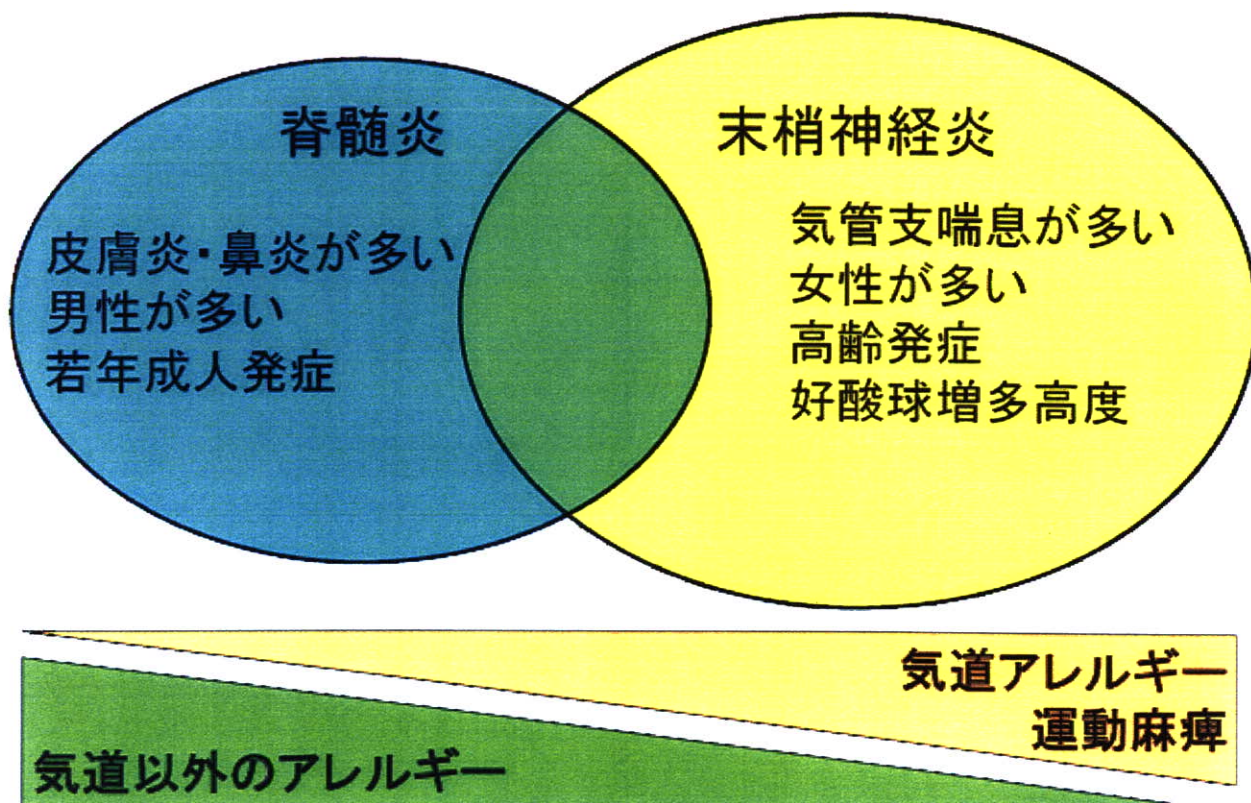 脊髄炎
皮膚炎・鼻炎が多い
男性が多い
若年成人発症
末梢神経炎
気管支喘息が多い
女性が多い
高齢発症
好酸球増多高度
気道アレルギー
運動麻痺
気道以外のアレルギー